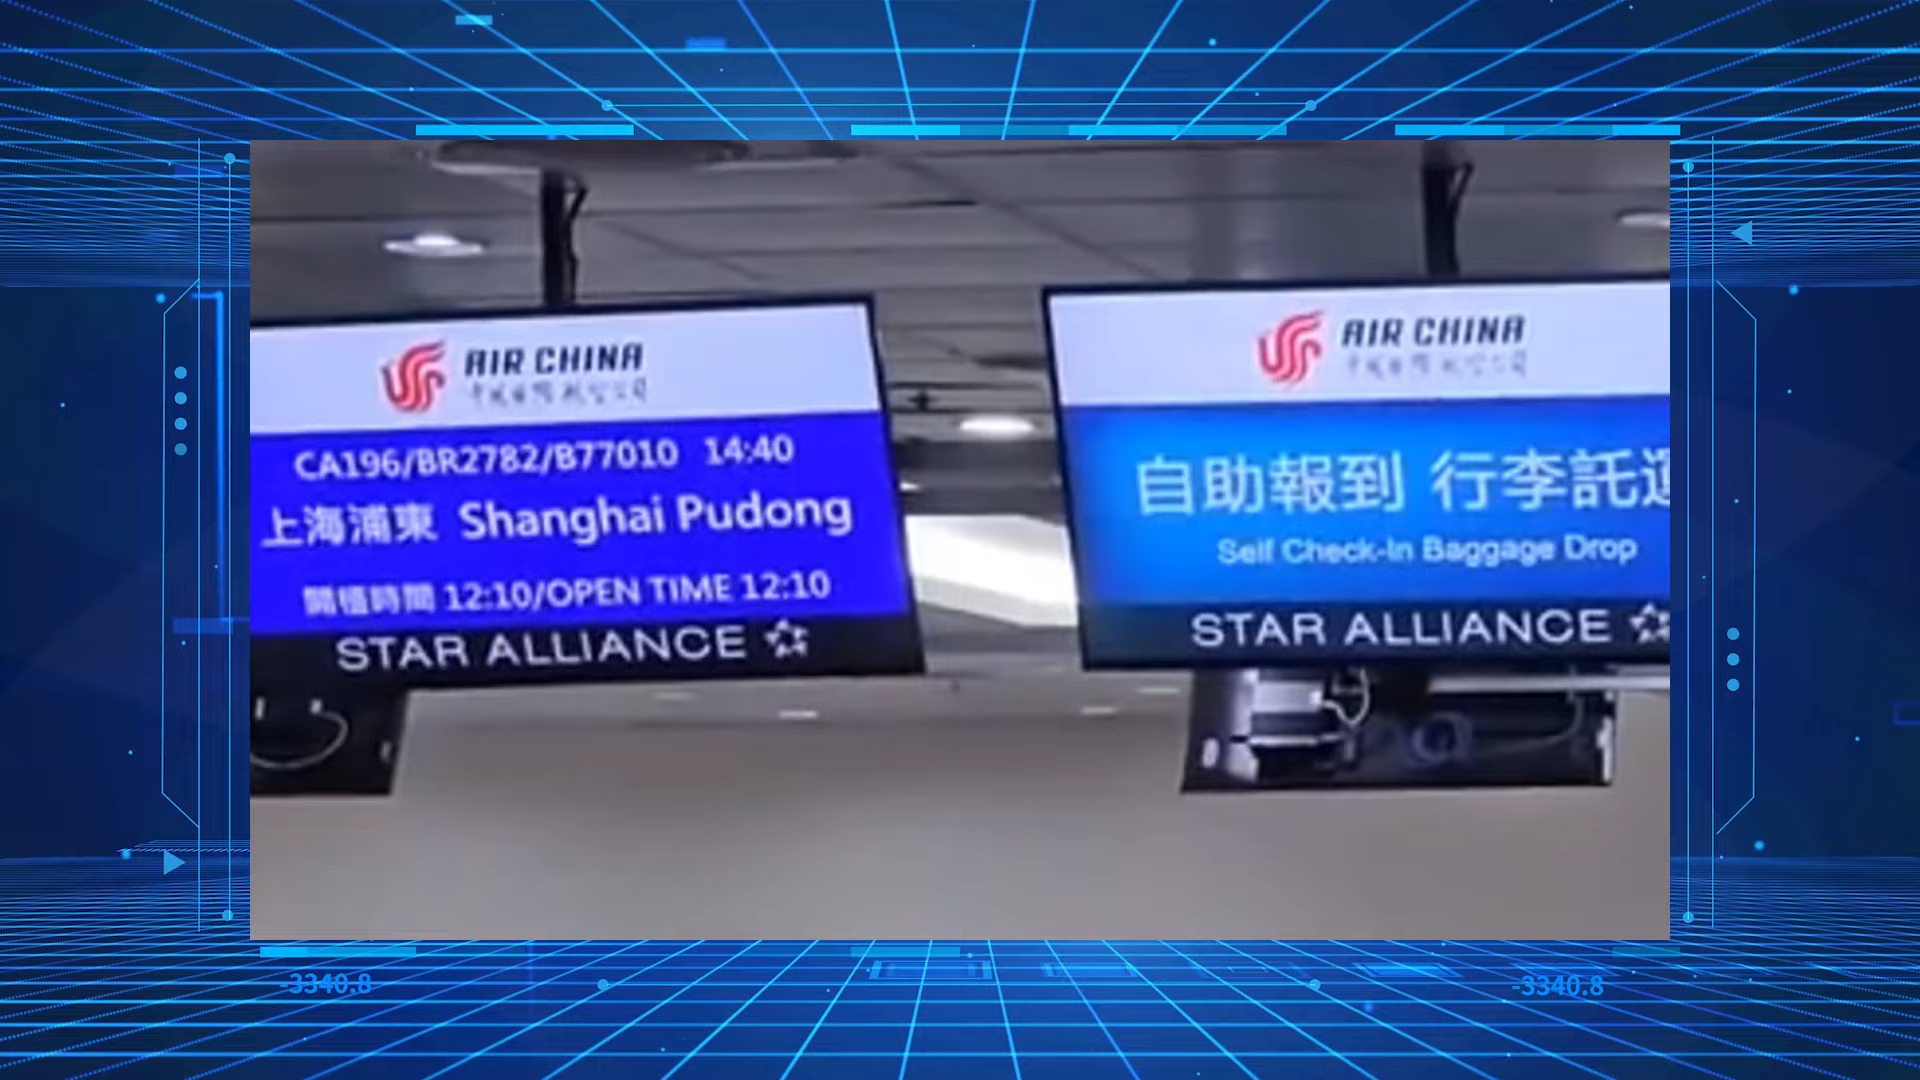 AIR CHINA
CA196/BR2782/B77010 14:40
上海浦東 Shanghai Pudong
開櫃時間 12:10/OPEN TIME 12:10
STAR ALLIANCE
AIR CHINA
自助報到 行李託運
Self Check-In Baggage Drop
STAR ALLIANCE
-3340.8
-3340.8